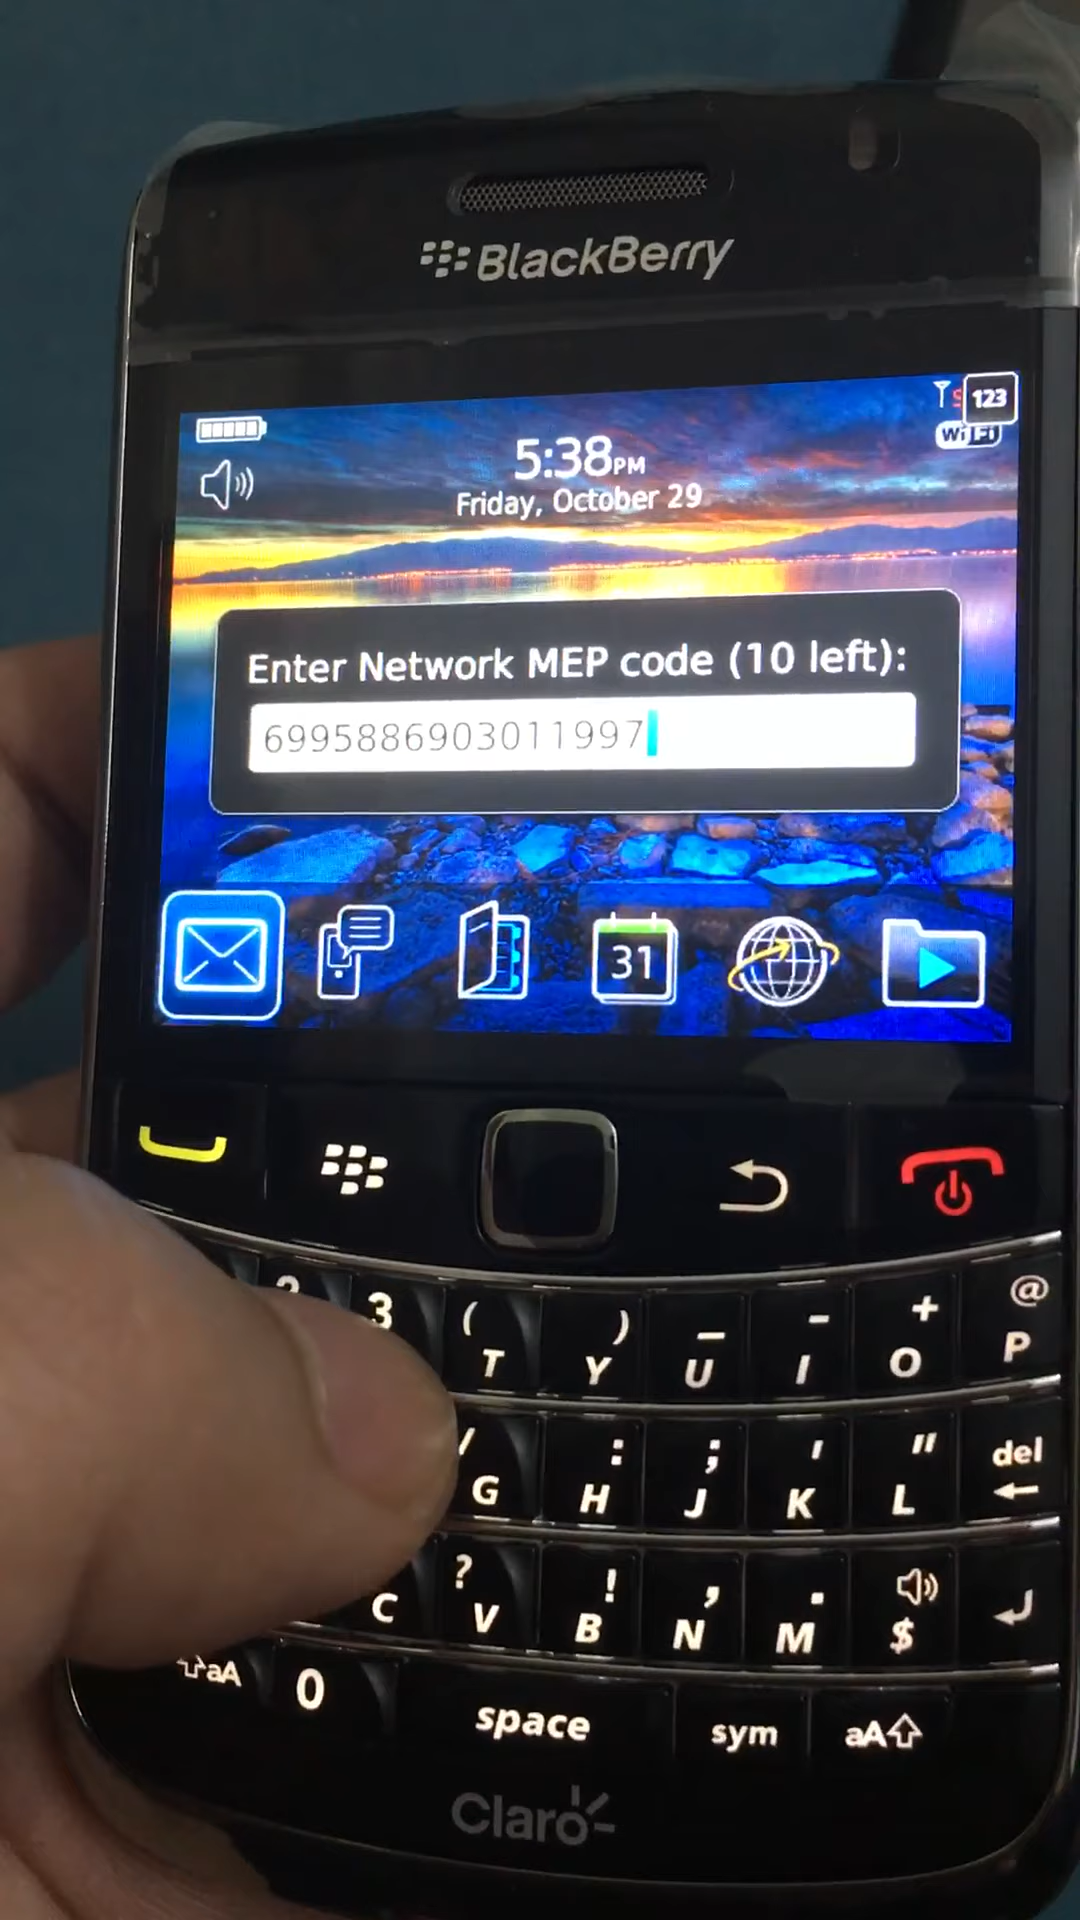 BlackBerry
123
WiFi
5:38PM
Friday, October 29
Enter Network MEP code (10 left):
6995886903011997
31
3 ( ) _ - + @
T Y U I O P
/ : ; ' " del
G H J K L
? ! , .
C V B N M $
aA 0 space sym aA
Claro